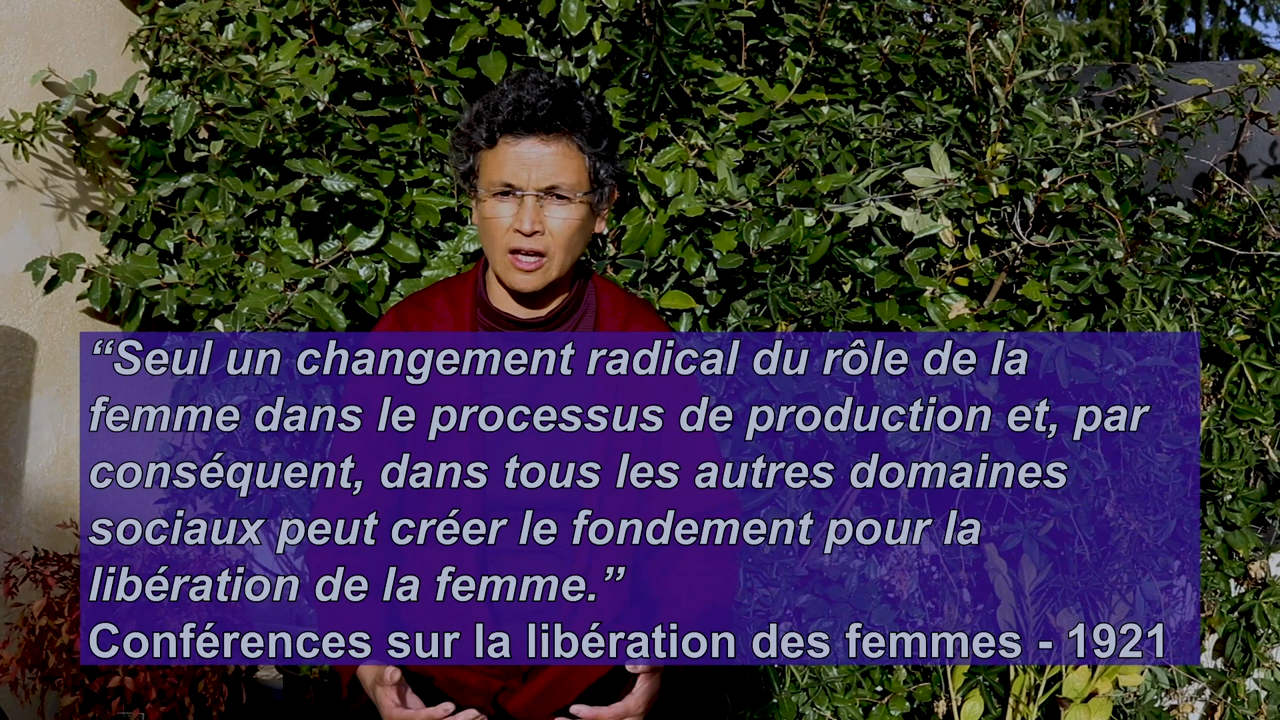 “Seul un changement radical du rôle de la
femme dans le processus de production et, par
conséquent, dans tous les autres domaines
sociaux peut créer le fondement pour la
libération de la femme.”
Conférences sur la libération des femmes - 1921